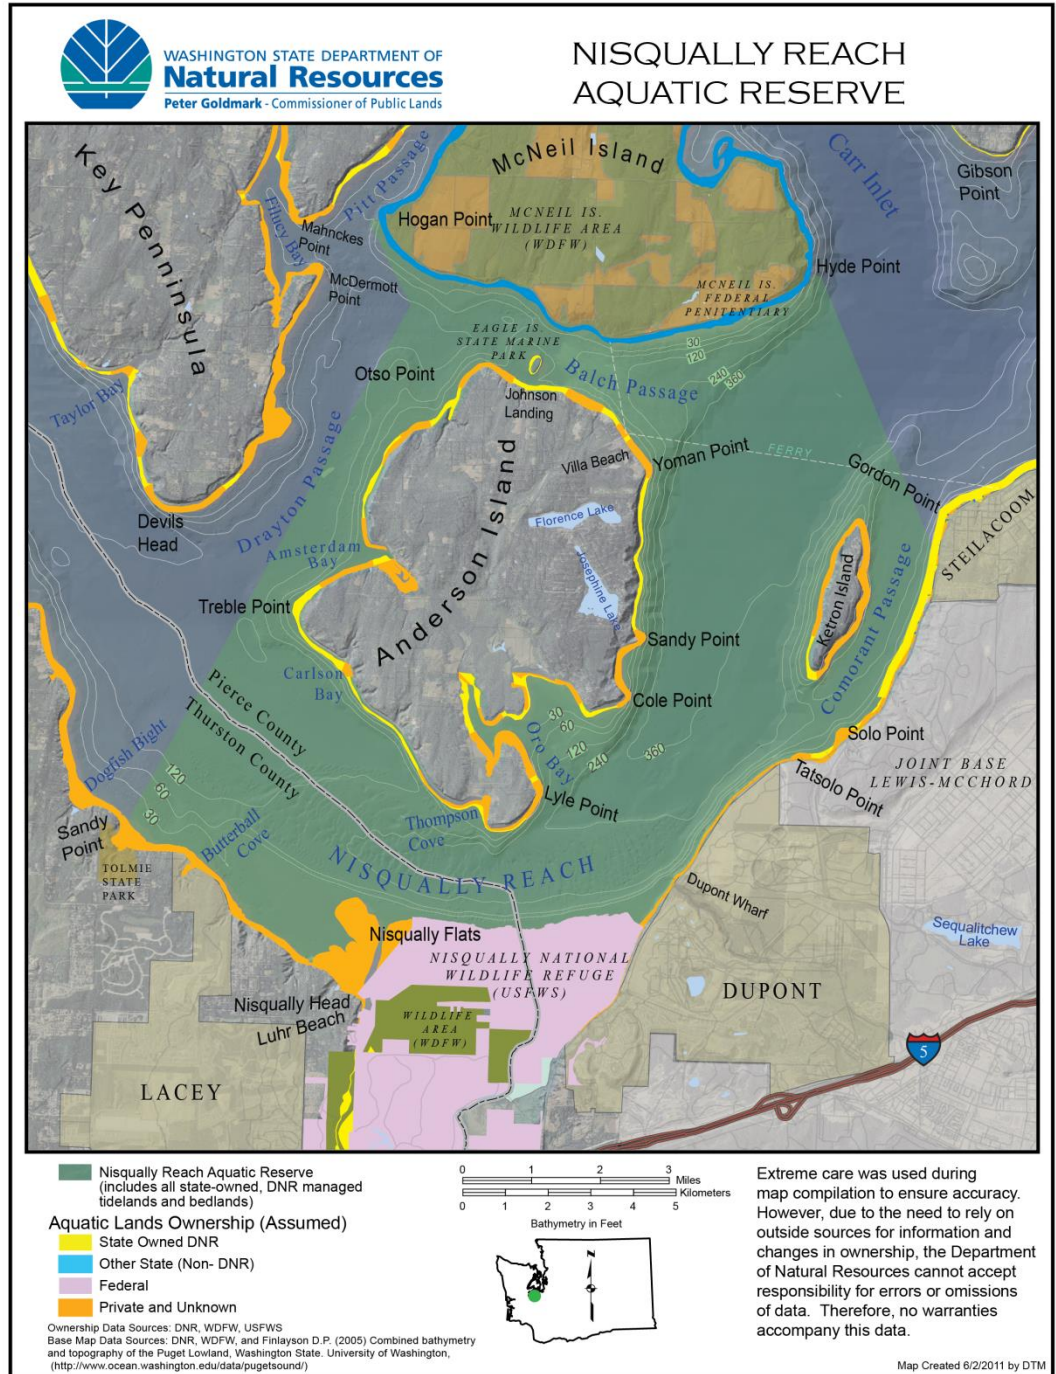 WASHINGTON STATE DEPARTMENT OF
Natural Resources
Peter Goldmark - Commissioner of Public Lands
NISQUALLY REACH
AQUATIC RESERVE
Key Penninsula
Pitt Passage
McNeil Island
Carr Inlet
Gibson
Point
Filucy Bay
Mahnckes
Point
Hogan Point
MCNEIL IS.
WILDLIFE AREA
(WDFW)
Hyde Point
McDermott
Point
MCNEIL IS.
FEDERAL
PENITENTIARY
EAGLE IS.
STATE MARINE
PARK
30
120
240
360
Otso Point
Balch Passage
Taylor Bay
Johnson
Landing
Drayton Passage
Villa Beach
Yoman Point
FERRY
Gordon Point
Devils
Head
Florence Lake
STEILACOOM
Amsterdam
Bay
Josephine Lake
Anderson Island
Ketron Island
Comorant Passage
Treble Point
Sandy Point
Carlson
Bay
Pierce County
Thurston County
Cole Point
30
60
120
240
360
Oro Bay
Solo Point
Dogfish Bight
120
60
30
JOINT BASE
LEWIS-MCCHORD
Tatsolo Point
Lyle Point
Sandy
Point
Butterball
Cove
Thompson
Cove
NISQUALLY REACH
TOLMIE
STATE
PARK
Dupont Wharf
Nisqually Flats
Sequalitchew
Lake
NISQUALLY NATIONAL
WILDLIFE REFUGE
(USFWS)
DUPONT
Nisqually Head
Luhr Beach
WILDLIFE
AREA
(WDFW)
5
LACEY
Nisqually Reach Aquatic Reserve
(includes all state-owned, DNR managed
tidelands and bedlands)
Aquatic Lands Ownership (Assumed)
State Owned DNR
Other State (Non- DNR)
Federal
Private and Unknown
Ownership Data Sources: DNR, WDFW, USFWS
Base Map Data Sources: DNR, WDFW, and Finlayson D.P. (2005) Combined bathymetry
and topography of the Puget Lowland, Washington State. University of Washington,
(http://www.ocean.washington.edu/data/pugetsound/)
0 1 2 3
Miles
Kilometers
0 1 2 3 4 5
Bathymetry in Feet
N
Extreme care was used during
map compilation to ensure accuracy.
However, due to the need to rely on
outside sources for information and
changes in ownership, the Department
of Natural Resources cannot accept
responsibility for errors or omissions
of data. Therefore, no warranties
accompany this data.
Map Created 6/2/2011 by DTM